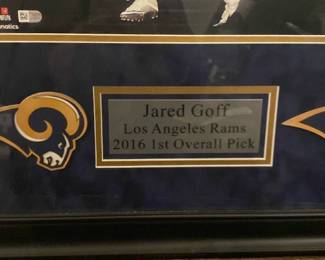 Jared Goff
Los Angeles Rams
2016 1st Overall Pick